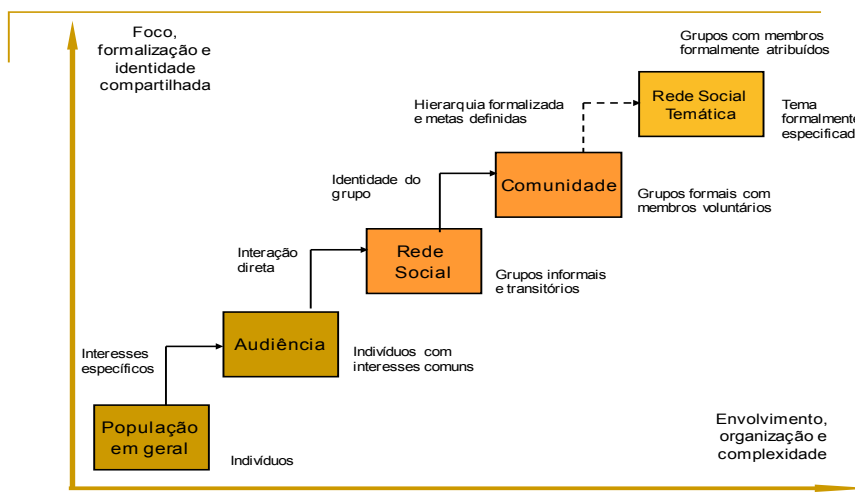 Foco,
formalização e
identidade
compartilhada
Grupos com membros
formalmente atribuídos
Rede Social
Temática
Tema
formalmente
especificad
Hierarquia formalizada
e metas definidas
Comunidade
Grupos formais com
membros voluntários
Identidade do
grupo
Rede
Social
Grupos informais
e transitórios
Interação
direta
Audiência
Indivíduos com
interesses comuns
Interesses
específicos
População
em geral
Indivíduos
Envolvimento,
organização e
complexidade